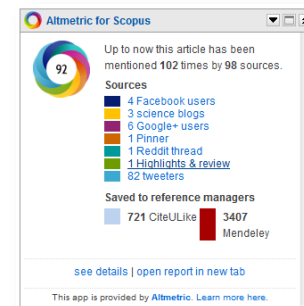 Altmetric for Scopus
92
Up to now this article has been
mentioned 102 times by 98 sources.
Sources
4 Facebook users
3 science blogs
6 Google+ users
1 Pinner
1 Reddit thread
1 Highlights & review
82 tweeters
Saved to reference managers
721 CiteULike
3407
Mendeley
see details | open report in new tab
This app is provided by Altmetric. Learn more here.